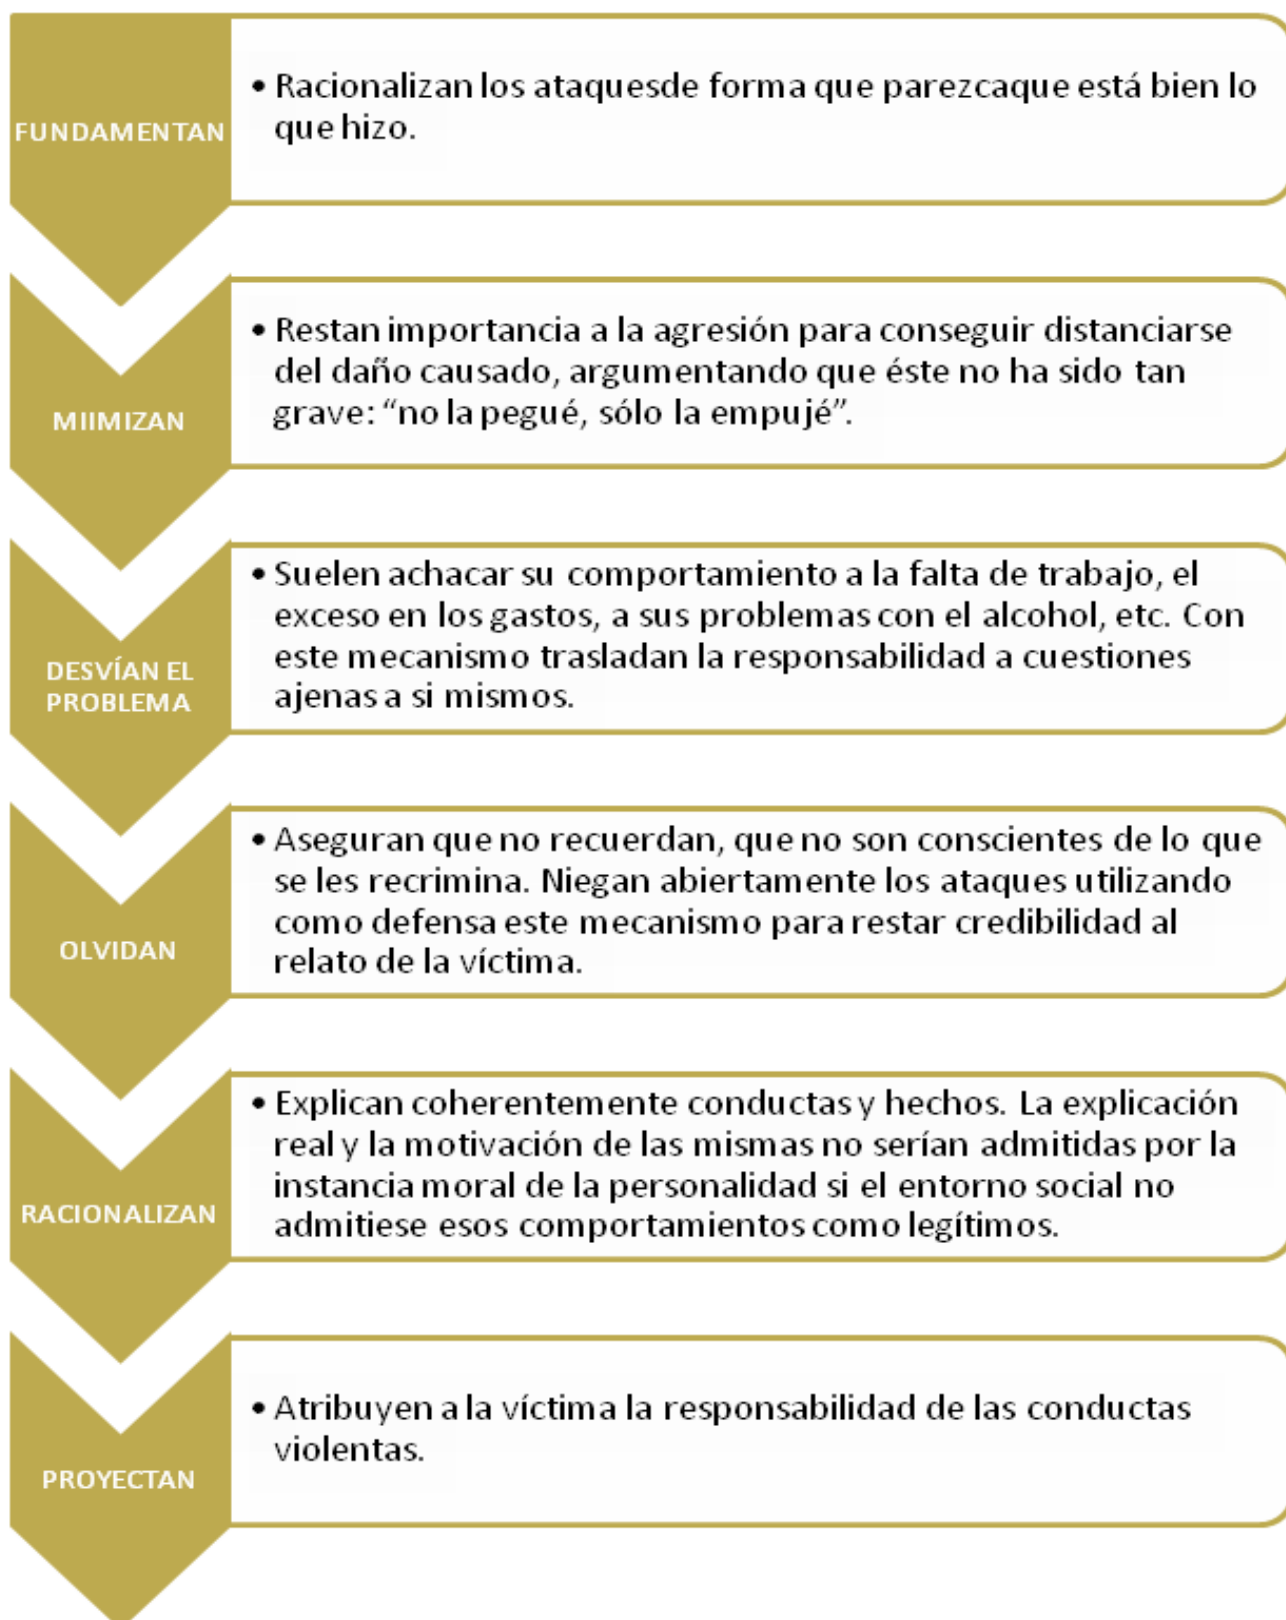 FUNDAMENTAN
• Racionalizan los ataquesde forma que parezcaque está bien lo
que hizo.
MIIMIZAN
• Restan importancia a la agresión para conseguir distanciarse
del daño causado, argumentando que éste no ha sido tan
grave: “no la pegué, sólo la empujé”.
DESVÍAN EL
PROBLEMA
• Suelen achacar su comportamiento a la falta de trabajo, el
exceso en los gastos, a sus problemas con el alcohol, etc. Con
este mecanismo trasladan la responsabilidad a cuestiones
ajenas a si mismos.
OLVIDAN
• Aseguran que no recuerdan, que no son conscientes de lo que
se les recrimina. Niegan abiertamente los ataques utilizando
como defensa este mecanismo para restar credibilidad al
relato de la víctima.
RACIONALIZAN
• Explican coherentemente conductas y hechos. La explicación
real y la motivación de las mismas no serían admitidas por la
instancia moral de la personalidad si el entorno social no
admitiese esos comportamientos como legítimos.
PROYECTAN
• Atribuyen a la víctima la responsabilidad de las conductas
violentas.